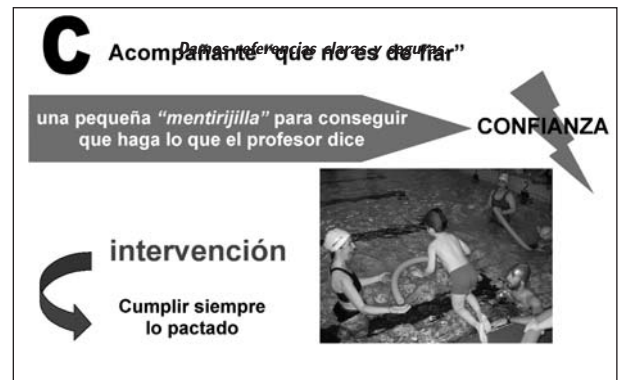 C
Damos referencias claras y seguras
Acompañante “que no es de fiar”
una pequeña “mentirijilla” para conseguir
que haga lo que el profesor dice
CONFIANZA
intervención
Cumplir siempre
lo pactado